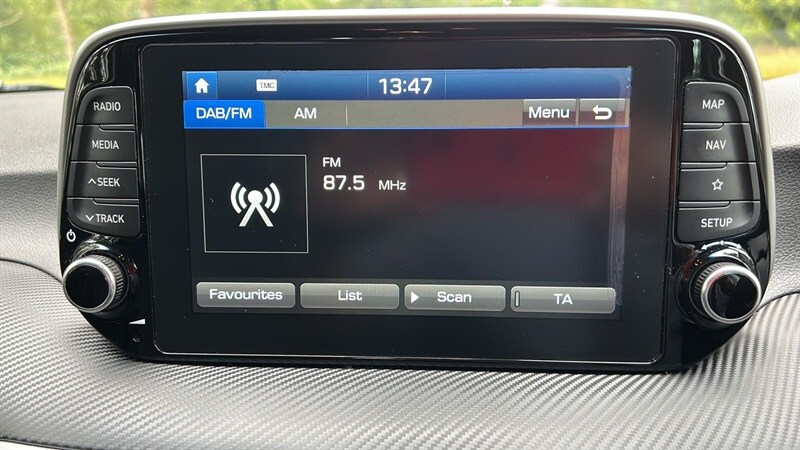 TMC 13:47
DAB/FM AM Menu
FM
87.5 MHz
Favourites List Scan TA
RADIO
MEDIA
SEEK
TRACK
MAP
NAV
SETUP